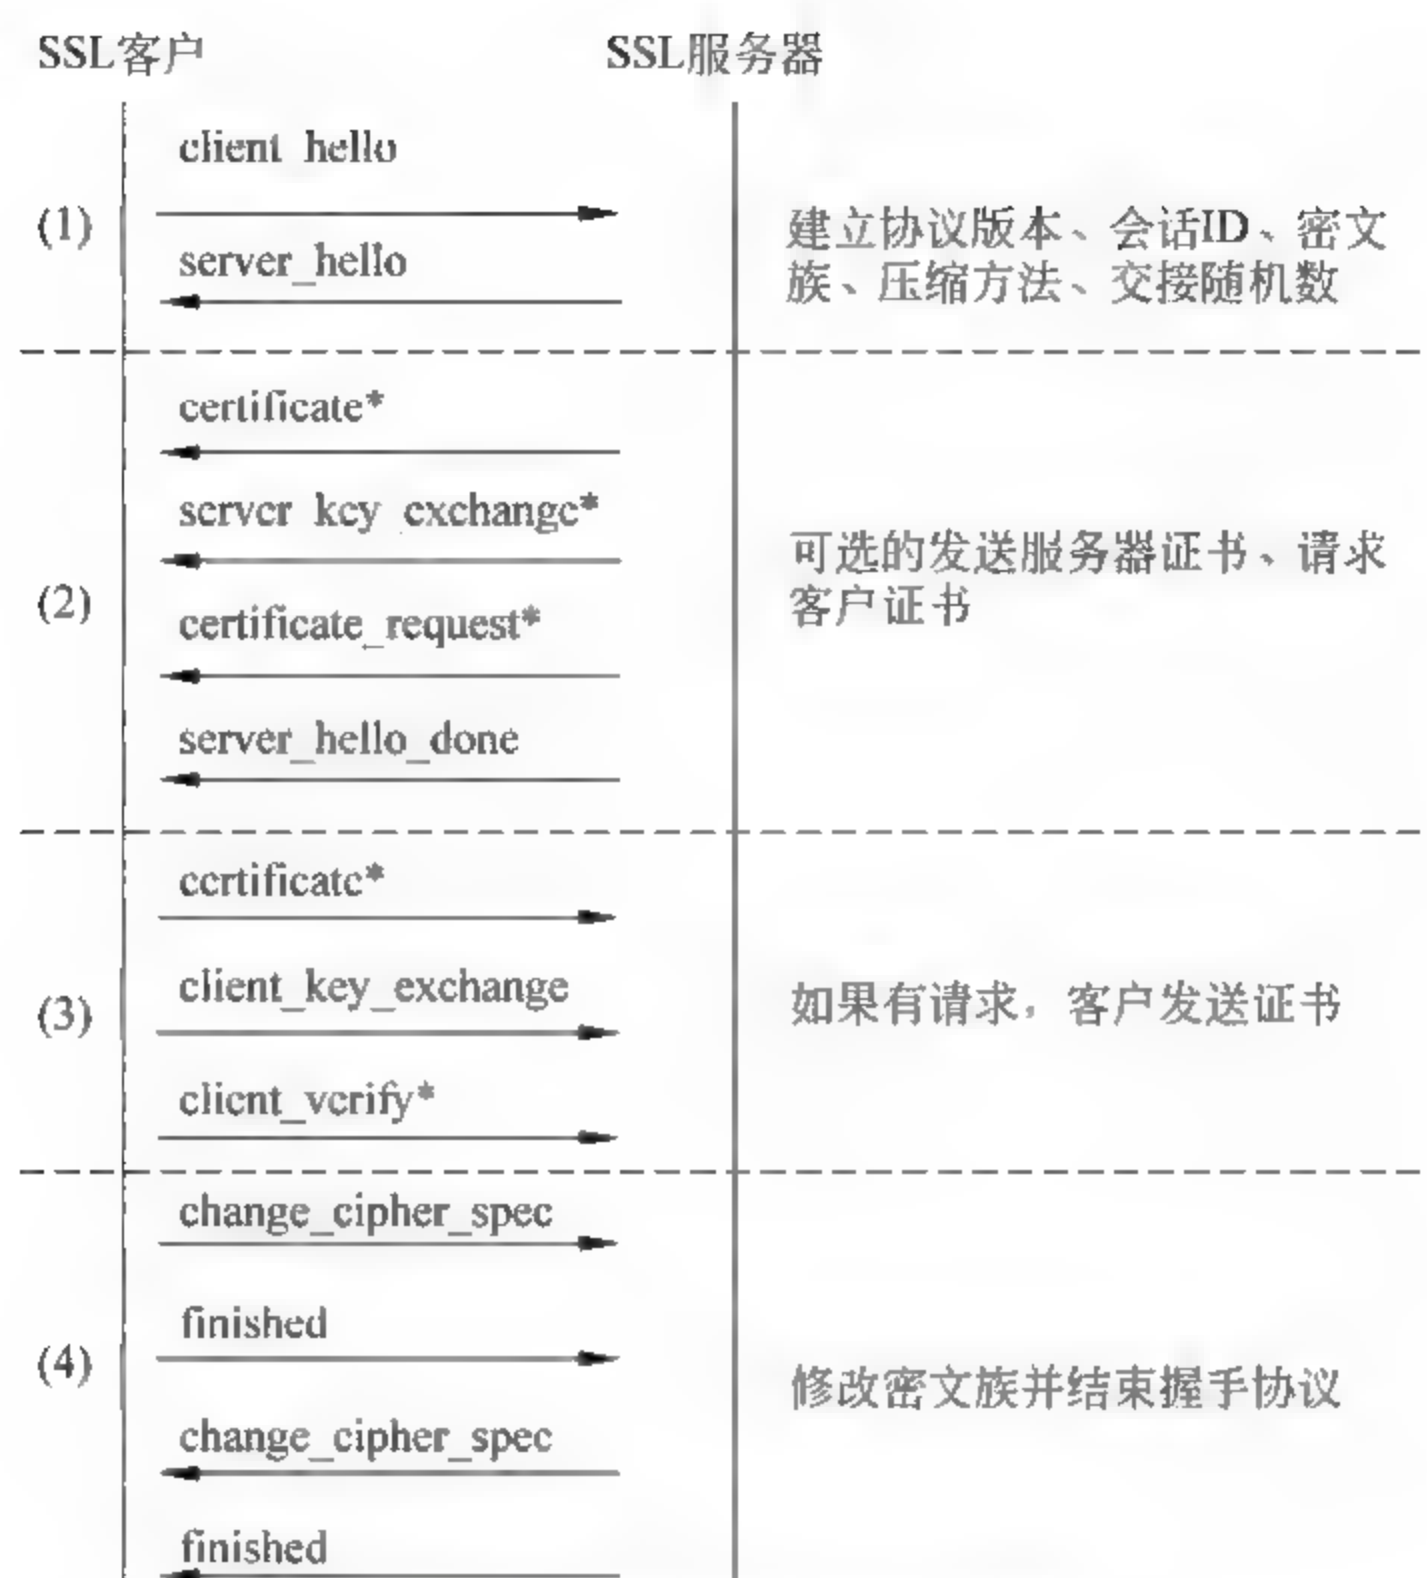 SSL客户 SSL服务器
client_hello
(1)
server_hello
建立协议版本、会话ID、密文
族、压缩方法、交接随机数
certificate*
server_key_exchange*
(2)
certificate_request*
server_hello_done
可选的发送服务器证书、请求
客户证书
certificate*
client_key_exchange
(3)
client_verify*
如果有请求，客户发送证书
change_cipher_spec
finished
(4)
change_cipher_spec
finished
修改密文族并结束握手协议